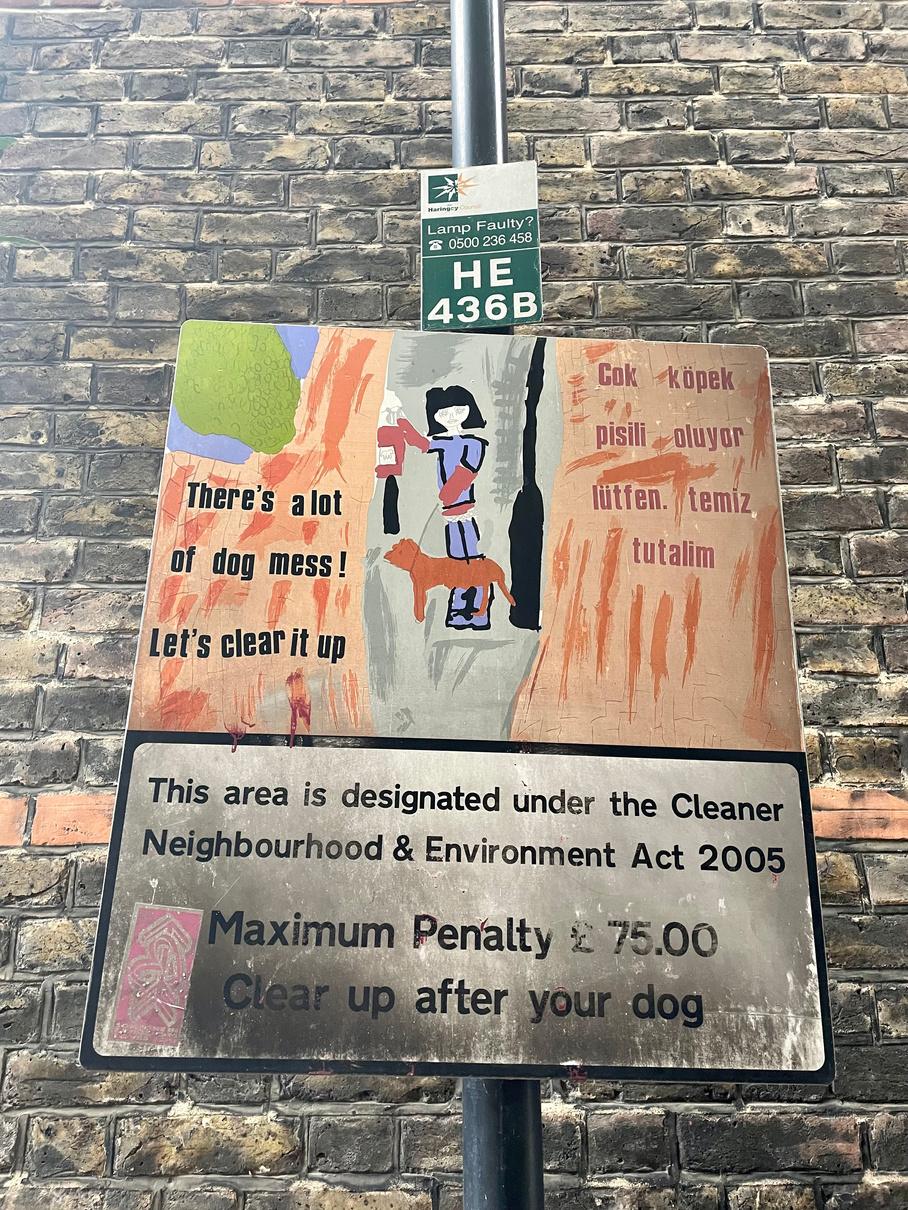 Haringey Council
Lamp Faulty?
☎ 0500 236 458
HE
436B
There's a lot
of dog mess!
Let's clear it up
Cok köpek
pisili oluyor
lütfen. temiz
tutalim
This area is designated under the Cleaner
Neighbourhood & Environment Act 2005
Maximum Penalty £ 75.00
Clear up after your dog